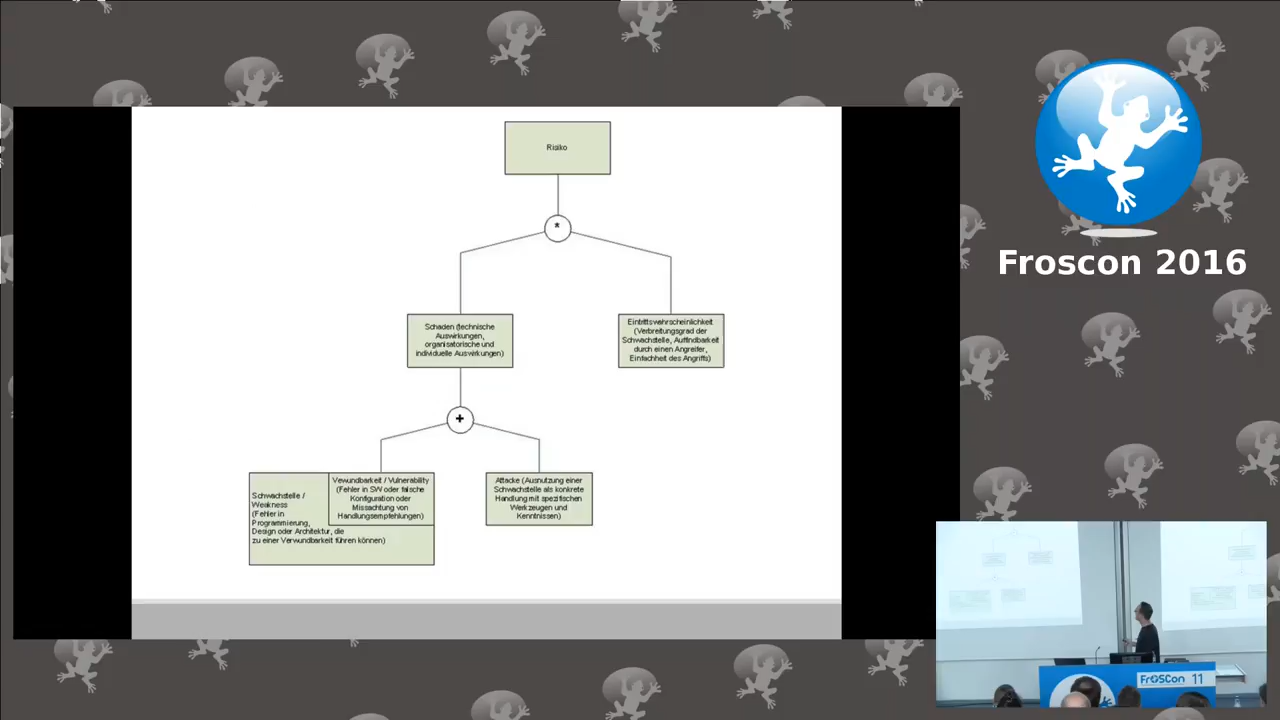 Risiko
*
Schaden (technische
Auswirkungen,
organisatorische und
individuelle Auswirkungen)
Eintrittswahrscheinlichkeit
(Verbreitungsgrad der
Schwachstelle, Auffindbarkeit
durch einen Angreifer,
Einfachheit des Angriffs)
+
Schwachstelle /
Weakness
(Fehler in
Programmierung,
Design oder Architektur, die
zu einer Verwundbarkeit führen können)
Verwundbarkeit / Vulnerability
(Fehler in SW oder falsche
Konfiguration oder
Missachtung von
Handlungsempfehlungen)
Attacke (Ausnutzung einer
Schwachstelle als konkrete
Handlung mit spezifischen
Werkzeugen und
Kenntnissen)
Froscon 2016
FrOSCon 11